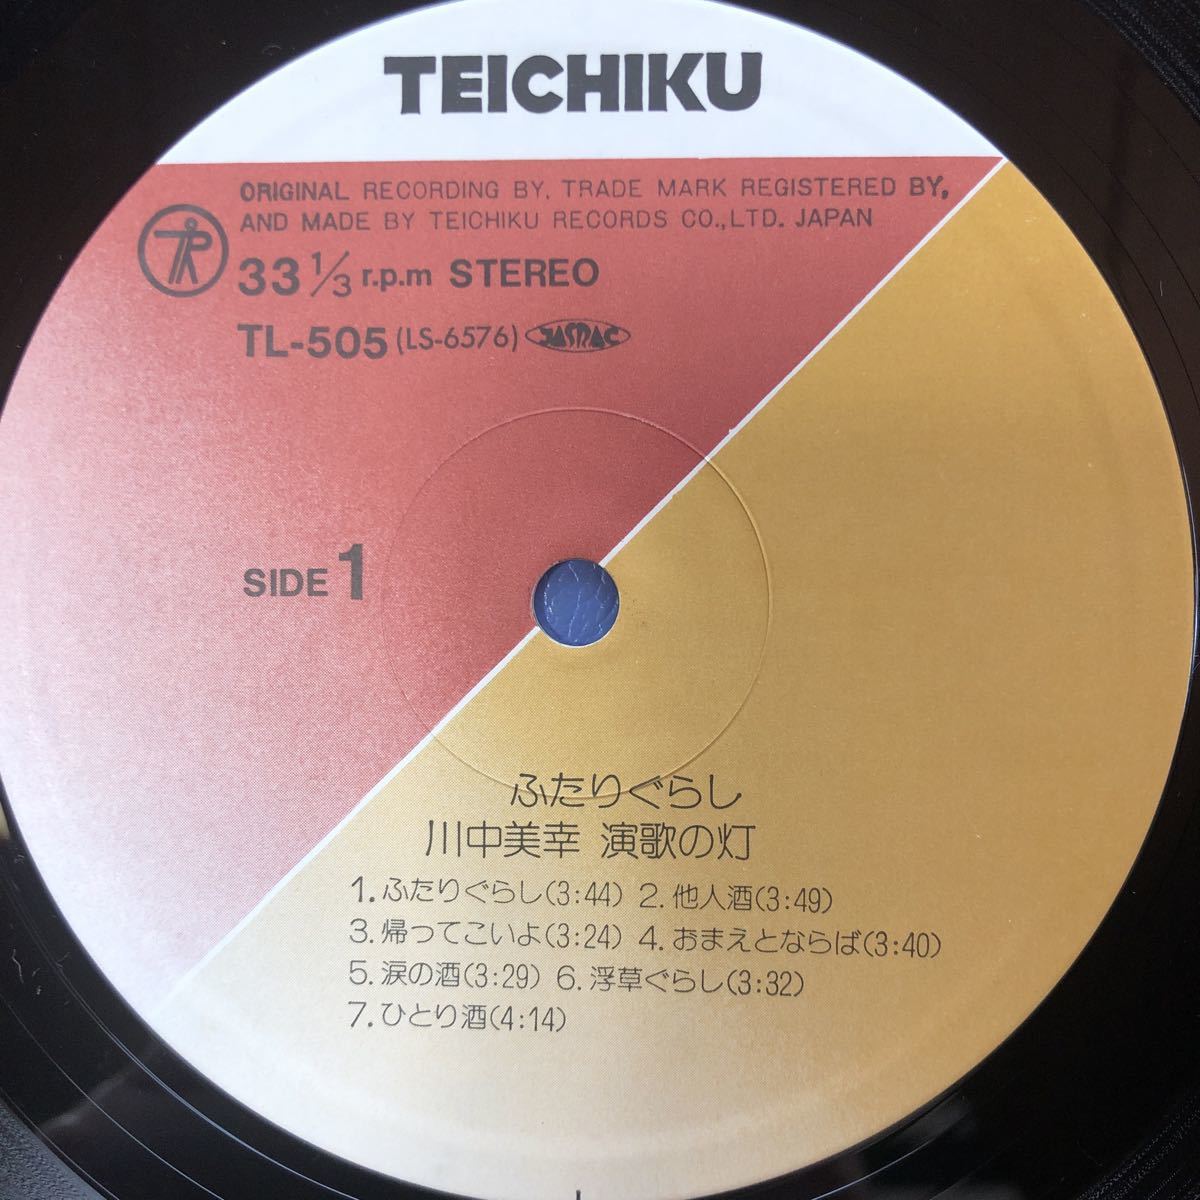 TEICHIKU
ORIGINAL RECORDING BY, TRADE MARK REGISTERED BY,
AND MADE BY TEICHIKU RECORDS CO.,LTD. JAPAN
33 1/3 r.p.m STEREO
TL-505 (LS-6576) JASRAC
SIDE 1
ふたりぐらし
川中美幸 演歌の灯
1. ふたりぐらし(3:44) 2. 他人酒(3:49)
3. 帰ってこいよ(3:24) 4. おまえとならば(3:40)
5. 涙の酒(3:29) 6. 浮草ぐらし(3:32)
7. ひとり酒(4:14)